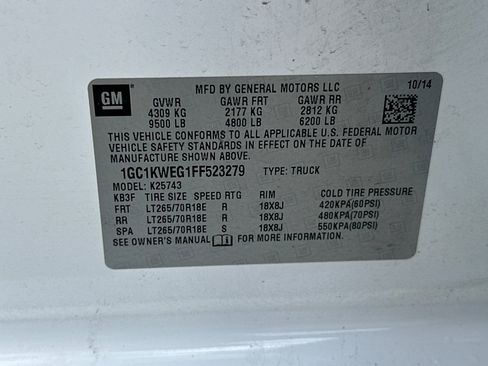 GM
MFD BY GENERAL MOTORS LLC 10/14
GVWR GAWR FRT GAWR RR
4309 KG 2177 KG 2812 KG
9500 LB 4800 LB 6200 LB
THIS VEHICLE CONFORMS TO ALL APPLICABLE U.S. FEDERAL MOTOR
VEHICLE SAFETY STANDARDS IN EFFECT ON THE DATE OF
MANUFACTURE SHOWN ABOVE.
1GC1KWEG1FF523279 TYPE: TRUCK
MODEL: K25743
KB3F TIRE SIZE SPEED RTG RIM COLD TIRE PRESSURE
FRT LT265/70R18E R 18X8J 420KPA(60PSI)
RR LT265/70R18E R 18X8J 480KPA(70PSI)
SPA LT265/70R18E S 18X8J 550KPA(80PSI)
SEE OWNER'S MANUAL FOR MORE INFORMATION